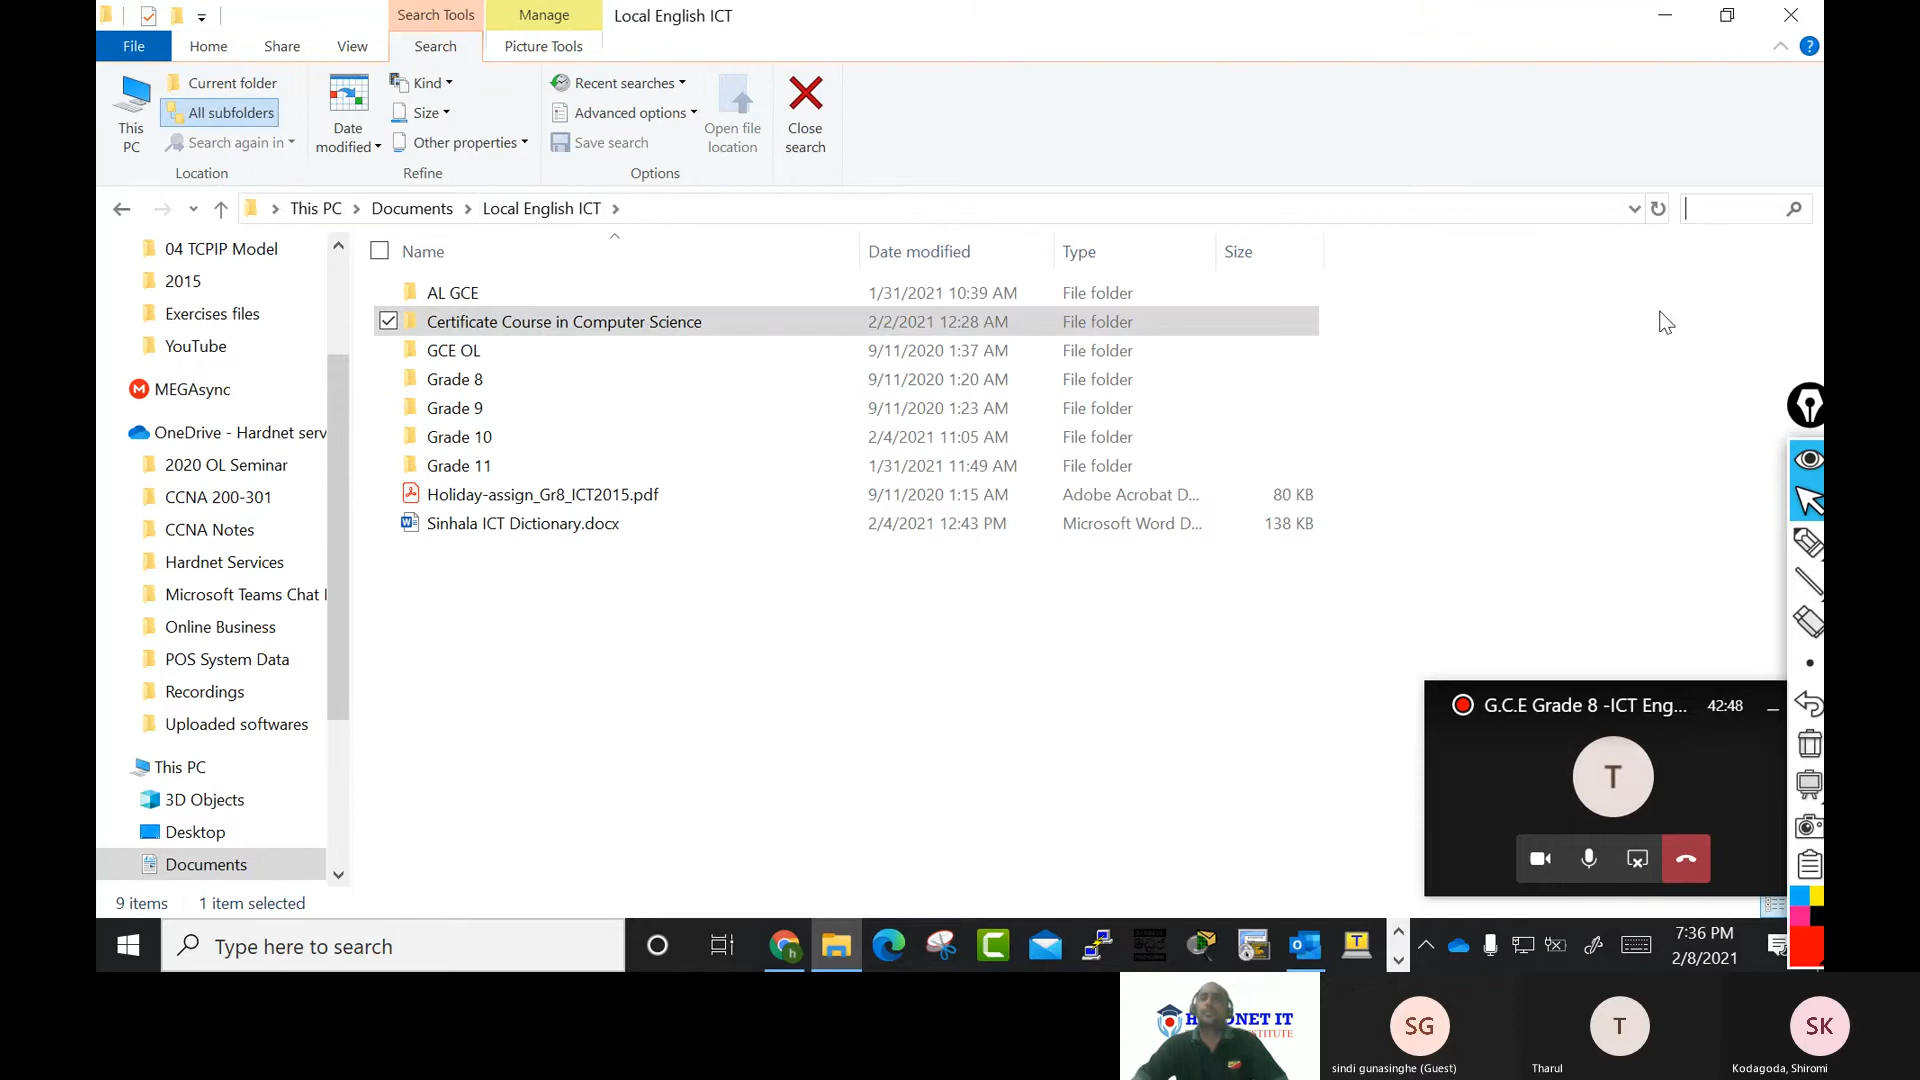 Search Tools
Manage
Local English ICT
File
Home
Share
View
Search
Picture Tools
This PC
Current folder
All subfolders
Search again in
Location
Date modified
Kind
Size
Other properties
Refine
Recent searches
Advanced options
Save search
Options
Open file location
Close search
This PC > Documents > Local English ICT >
Name Date modified Type Size
AL GCE 1/31/2021 10:39 AM File folder
Certificate Course in Computer Science 2/2/2021 12:28 AM File folder
GCE OL 9/11/2020 1:37 AM File folder
Grade 8 9/11/2020 1:20 AM File folder
Grade 9 9/11/2020 1:23 AM File folder
Grade 10 2/4/2021 11:05 AM File folder
Grade 11 1/31/2021 11:49 AM File folder
Holiday-assign_Gr8_ICT2015.pdf 9/11/2020 1:15 AM Adobe Acrobat D... 80 KB
Sinhala ICT Dictionary.docx 2/4/2021 12:43 PM Microsoft Word D... 138 KB
04 TCPIP Model
2015
Exercises files
YouTube
MEGAsync
OneDrive - Hardnet serv
2020 OL Seminar
CCNA 200-301
CCNA Notes
Hardnet Services
Microsoft Teams Chat
Online Business
POS System Data
Recordings
Uploaded softwares
This PC
3D Objects
Desktop
Documents
9 items 1 item selected
G.C.E Grade 8 -ICT Eng... 42:48
T
Type here to search
7:36 PM
2/8/2021
NET IT
SG
T
SK
sindi gunasinghe (Guest)
Tharul
Kodagoda, Shiromi